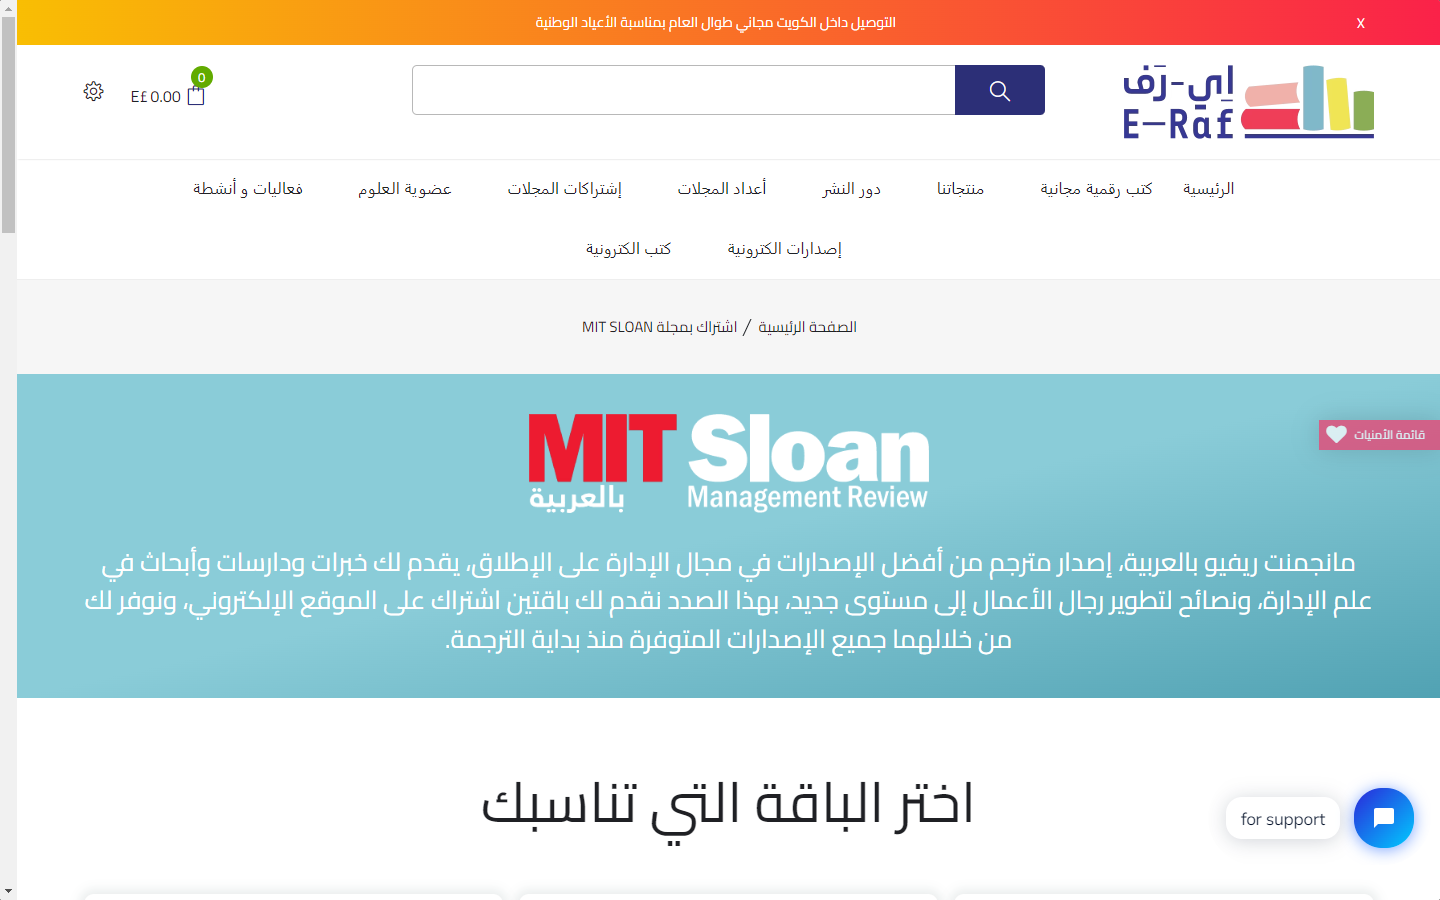 التوصيل داخل الكويت مجاني طوال العام بمناسبة الأعياد الوطنية
X
إي-رَف
E-Raf
0
E£ 0.00
الرئيسية
كتب رقمية مجانية
منتجاتنا
دور النشر
أعداد المجلات
إشتراكات المجلات
عضوية العلوم
فعاليات و أنشطة
إصدارات الكترونية
كتب الكترونية
الصفحة الرئيسية / اشتراك بمجلة MIT SLOAN
MIT Sloan
بالعربية Management Review
قائمة الأمنيات
مانجمنت ريفيو بالعربية، إصدار مترجم من أفضل الإصدارات في مجال الإدارة على الإطلاق، يقدم لك خبرات ودارسات وأبحاث في
علم الإدارة، ونصائح لتطوير رجال الأعمال إلى مستوى جديد، بهذا الصدد نقدم لك باقتين اشتراك على الموقع الإلكتروني، ونوفر لك
من خلالهما جميع الإصدارات المتوفرة منذ بداية الترجمة.
اختر الباقة التي تناسبك
for support